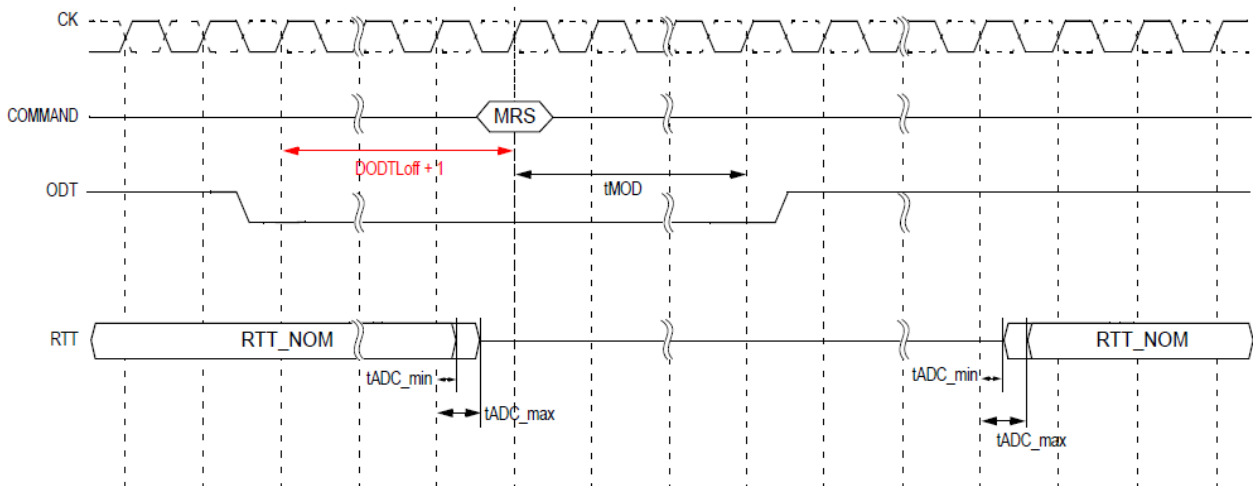 CK
COMMAND
MRS
DODTLoff + 1
ODT
tMOD
RTT
RTT_NOM
RTT_NOM
tADC_min
tADC_min
tADC_max
tADC_max